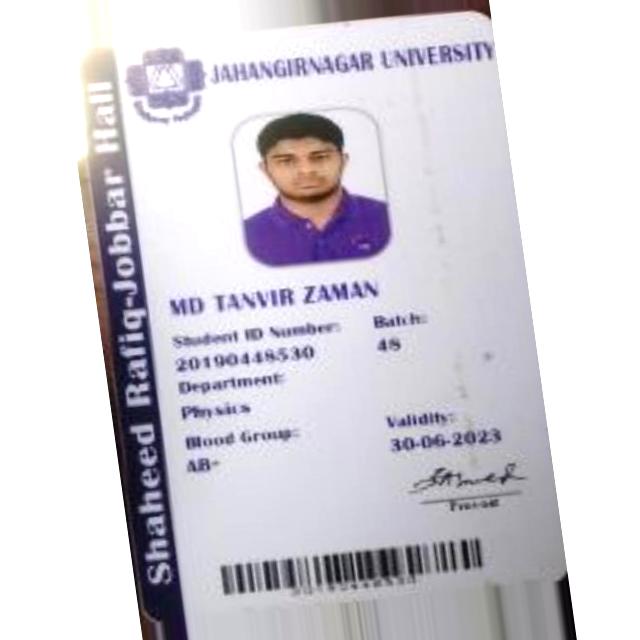 JAHANGIRNAGAR UNIVERSITY
Shaheed Rafiq-Jobbar Hall
MD TANVIR ZAMAN
Student ID Number:
20190448530
Batch:
48
Department:
Physics
Blood Group:
AB+
Validity:
30-06-2023
Provost